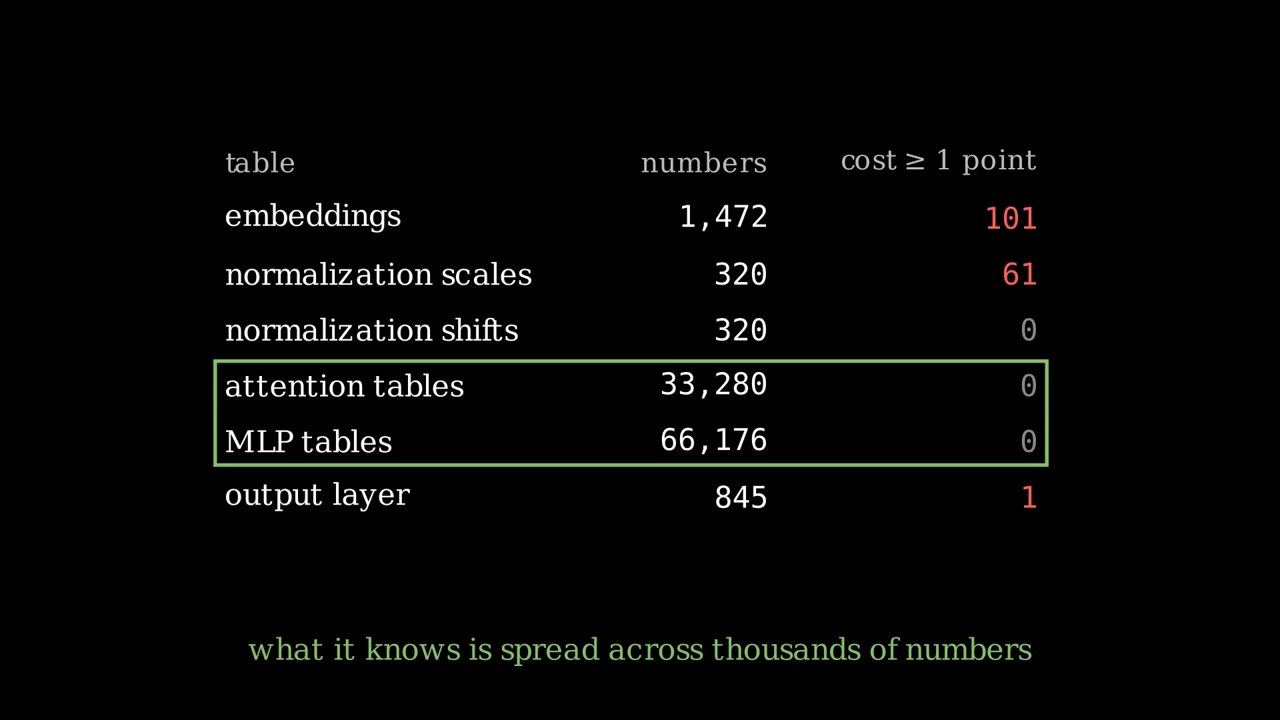 table numbers cost ≥ 1 point
embeddings 1,472 101
normalization scales 320 61
normalization shifts 320 0
attention tables 33,280 0
MLP tables 66,176 0
output layer 845 1
what it knows is spread across thousands of numbers